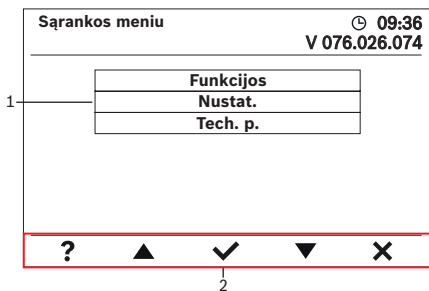 Sąrankos meniu
09:36
V 076.026.074
Funkcijos
1
Nustat.
Tech. p.
?
2